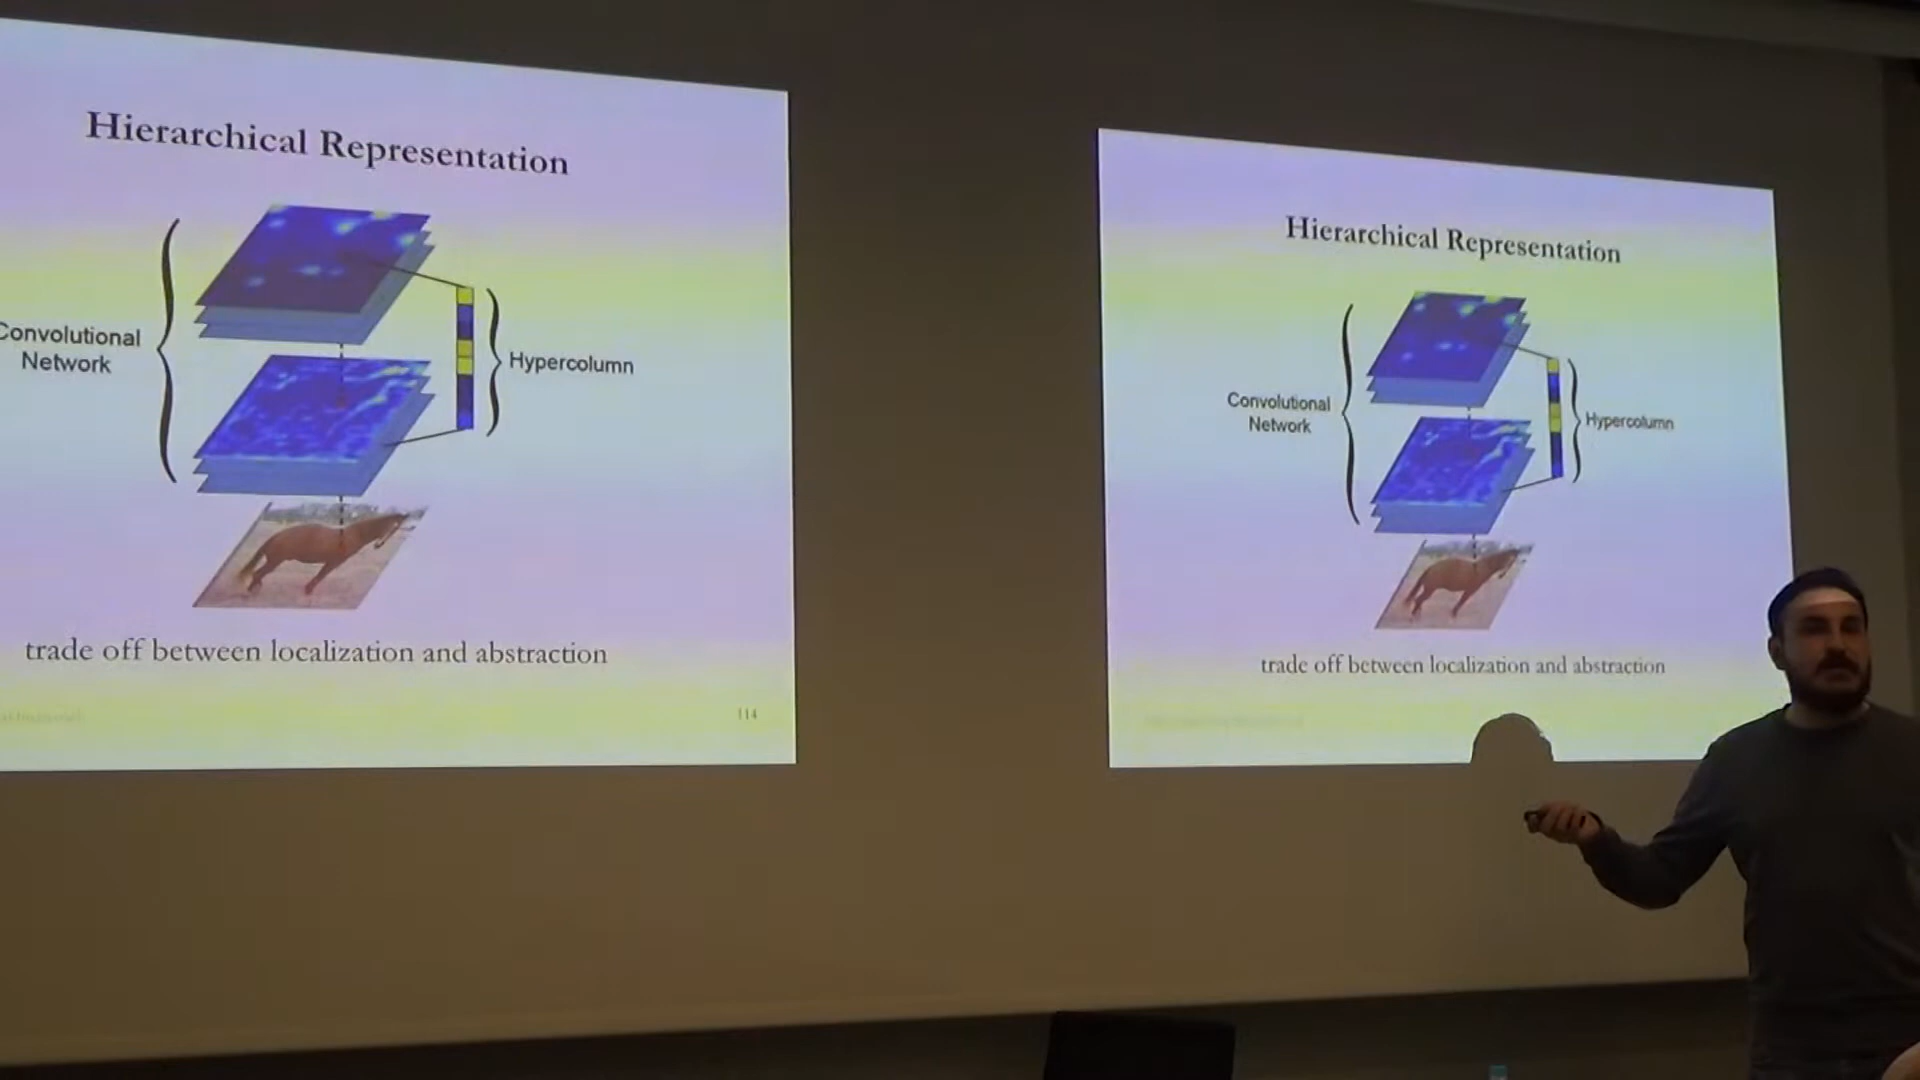 Hierarchical Representation
Convolutional
Network
Hypercolumn
trade off between localization and abstraction
114
Hierarchical Representation
Convolutional
Network
Hypercolumn
trade off between localization and abstraction